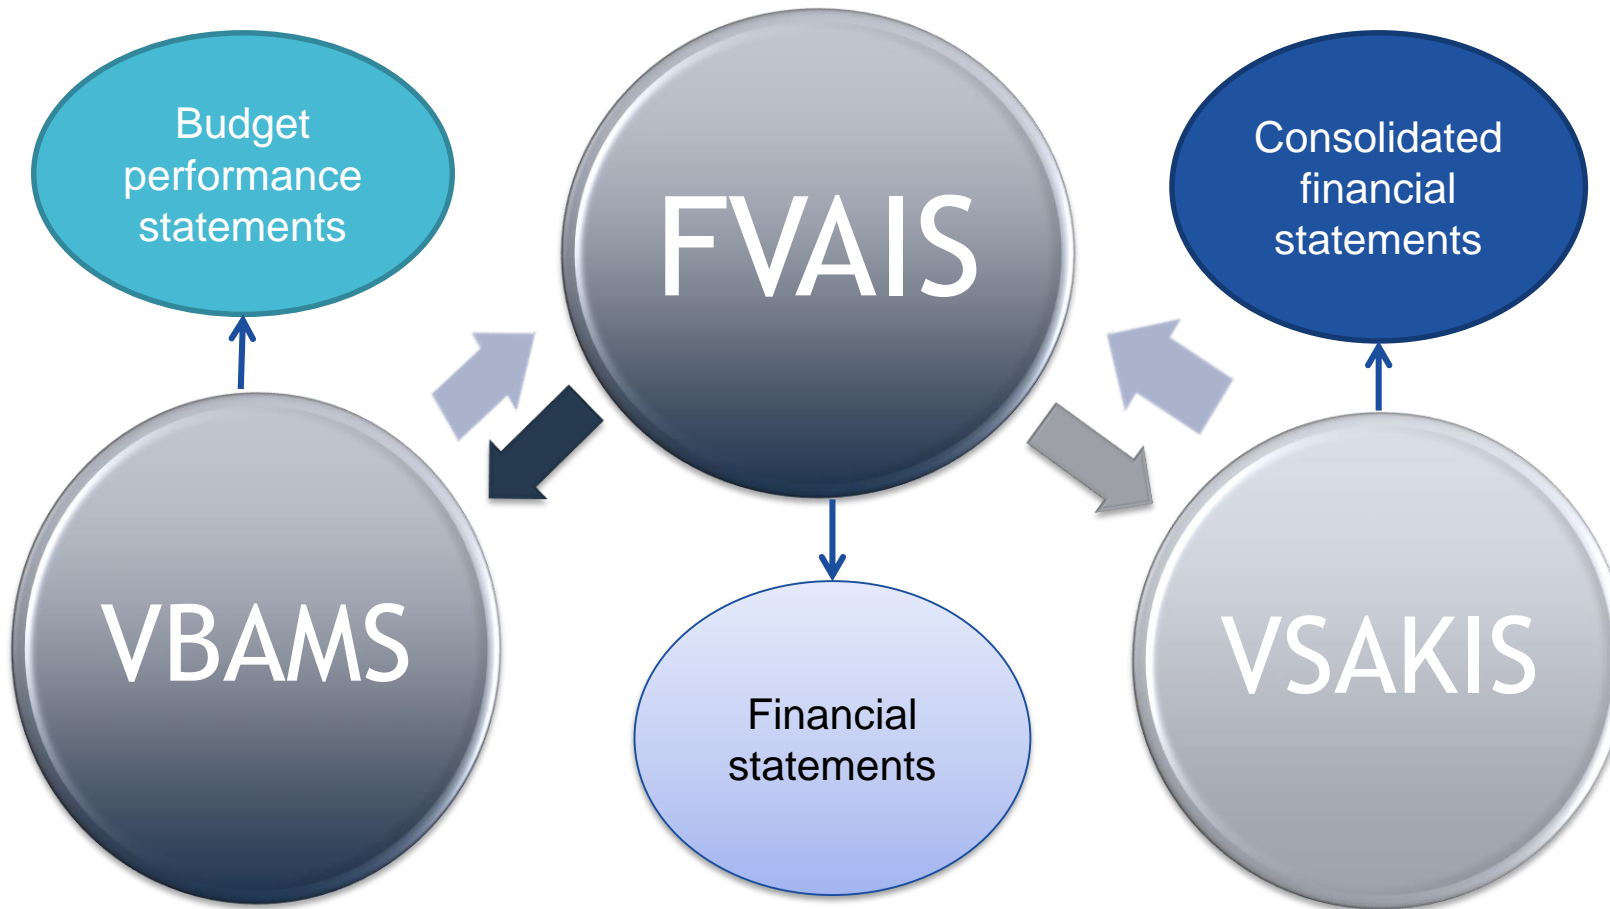 Budget
performance
statements
FVAIS
Consolidated
financial
statements
VBAMS
Financial
statements
VSAKIS